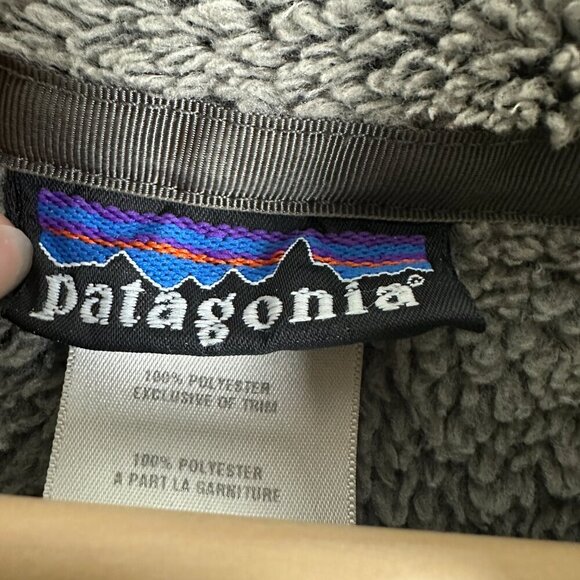 patagonia®
100% POLYESTER
EXCLUSIVE OF TRIM
100% POLYESTER
A PART LA GARNITURE